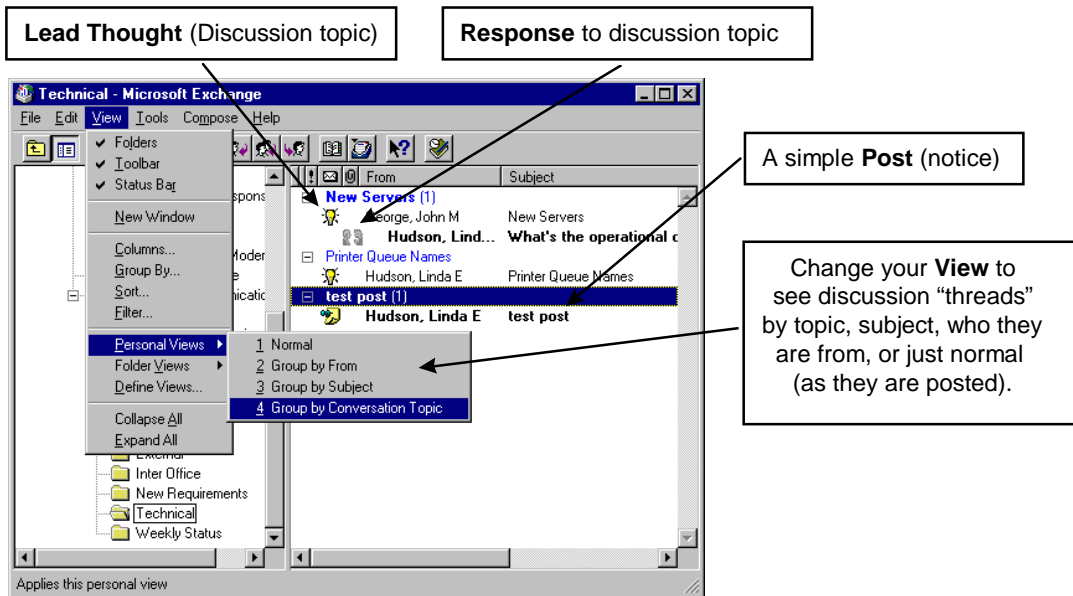 Lead Thought (Discussion topic)
Response to discussion topic
Technical - Microsoft Exchange
File Edit View Tools Compose Help
Folders
Toolbar
Status Bar
New Window
Columns...
Group By...
Sort...
Filter...
Personal Views
Folder Views
Define Views...
Collapse All
Expand All
1 Normal
2 Group by From
3 Group by Subject
4 Group by Conversation Topic
Inter Office
New Requirements
Technical
Weekly Status
! From Subject
New Servers (1)
George, John M New Servers
Hudson, Lind... What's the operational
Printer Queue Names
Hudson, Linda E Printer Queue Names
test post (1)
Hudson, Linda E test post
Applies this personal view
A simple Post (notice)
Change your View to
see discussion “threads”
by topic, subject, who they
are from, or just normal
(as they are posted).